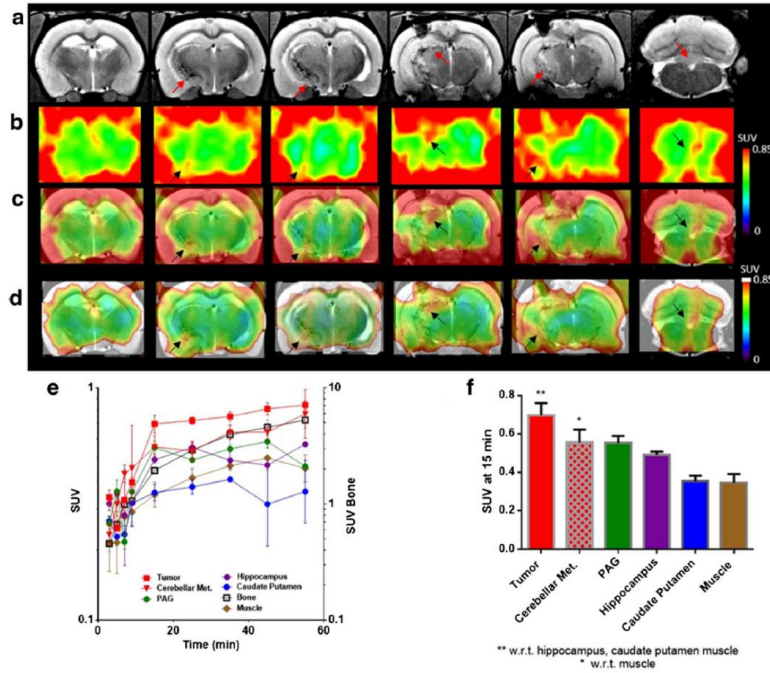 a
b
SUV
0.85
0
c
SUV
0.85
0
d
e
1
10
SUV
SUV Bone
1
Tumor
Cerebellar Met.
PAG
Hippocampus
Caudate Putamen
Bone
Muscle
0.1
0.1
0
20
40
60
Time (min)
f
0.8
**
*
0.6
0.4
0.2
0.0
SUV at 15 min
Tumor
Cerebellar Met.
PAG
Hippocampus
Caudate Putamen
Muscle
** w.r.t. hippocampus, caudate putamen muscle
* w.r.t. muscle